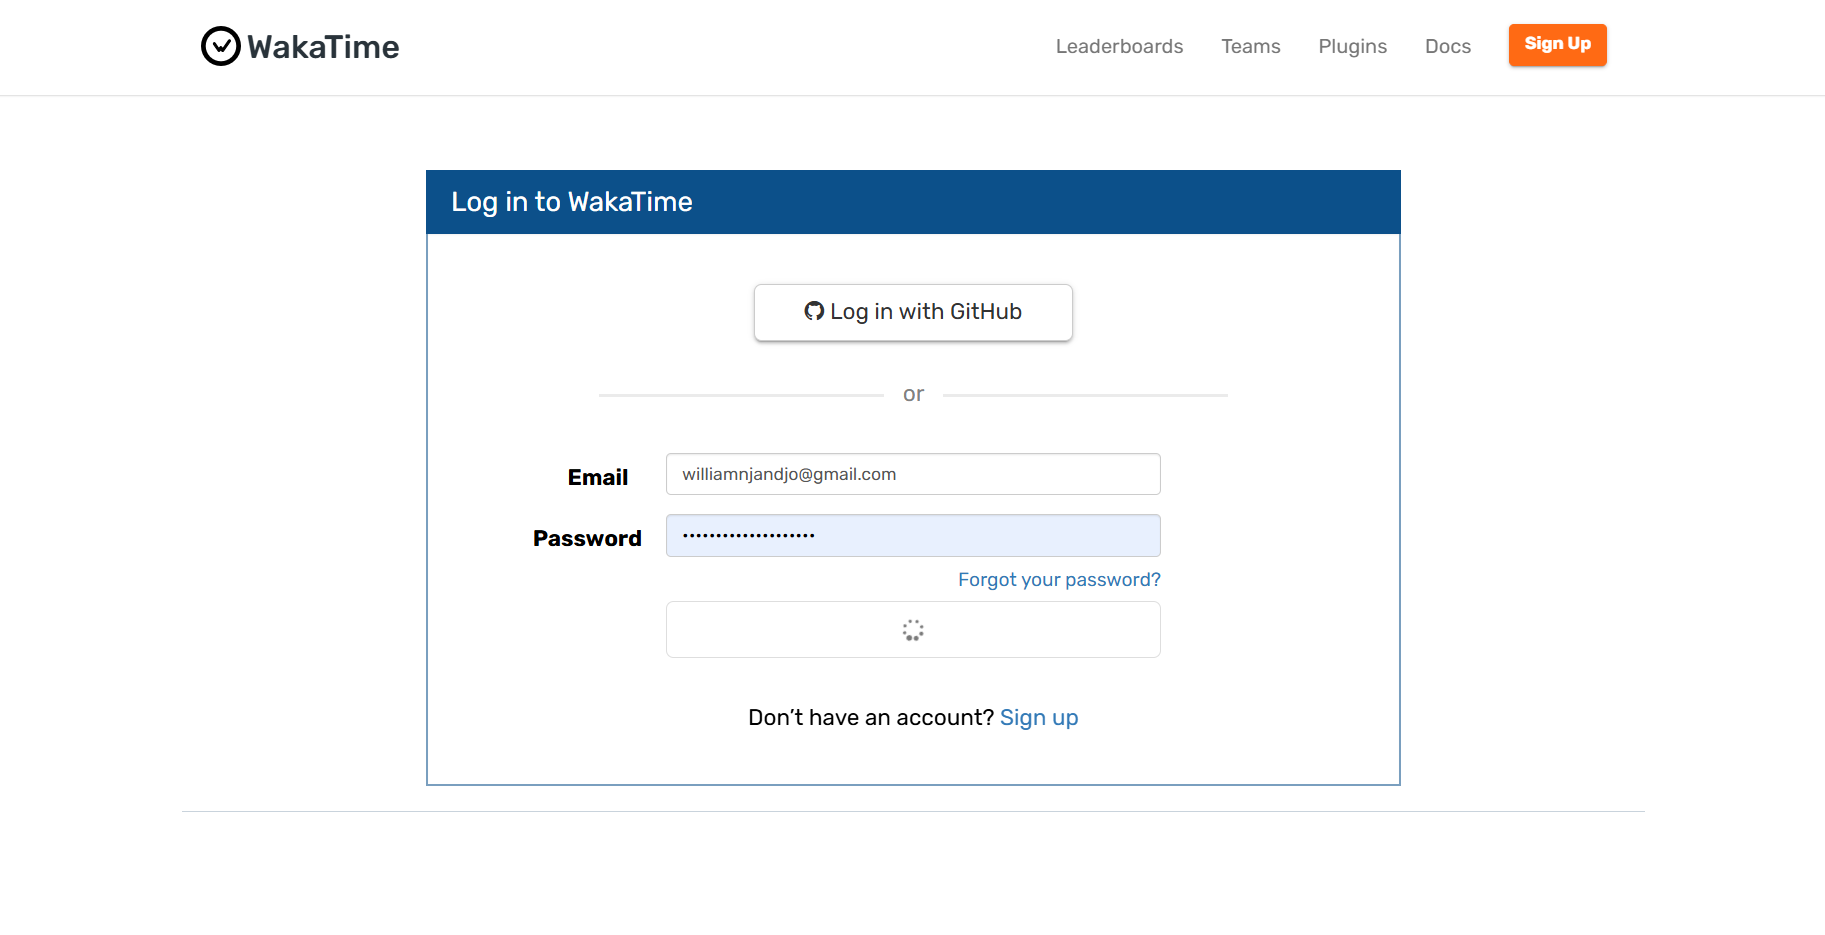 WakaTime
Leaderboards Teams Plugins Docs Sign Up
Log in to WakaTime
Log in with GitHub
or
Email williamnjandjo@gmail.com
Password ••••••••••••••••••••
Forgot your password?
Don’t have an account? Sign up